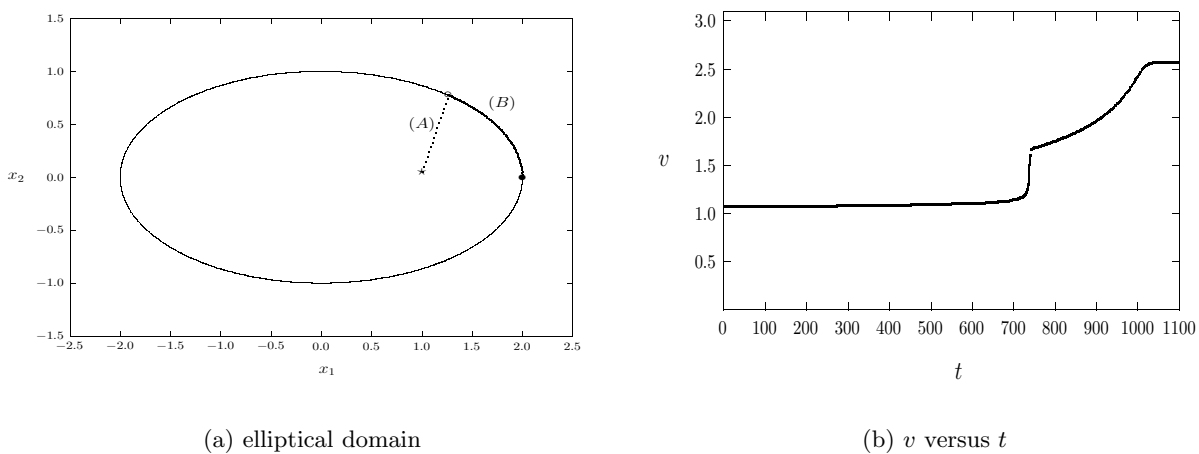 1.5
1.0
0.5
0.0
−0.5
−1.0
−1.5
x₂
(A)
(B)
−2.5 −2.0 −1.5 −1.0 −0.5 0.0 0.5 1.0 1.5 2.0 2.5
x₁
(a) elliptical domain
3.0
2.5
2.0
1.5
1.0
0.5
v
0 100 200 300 400 500 600 700 800 900 1000 1100
t
(b) v versus t